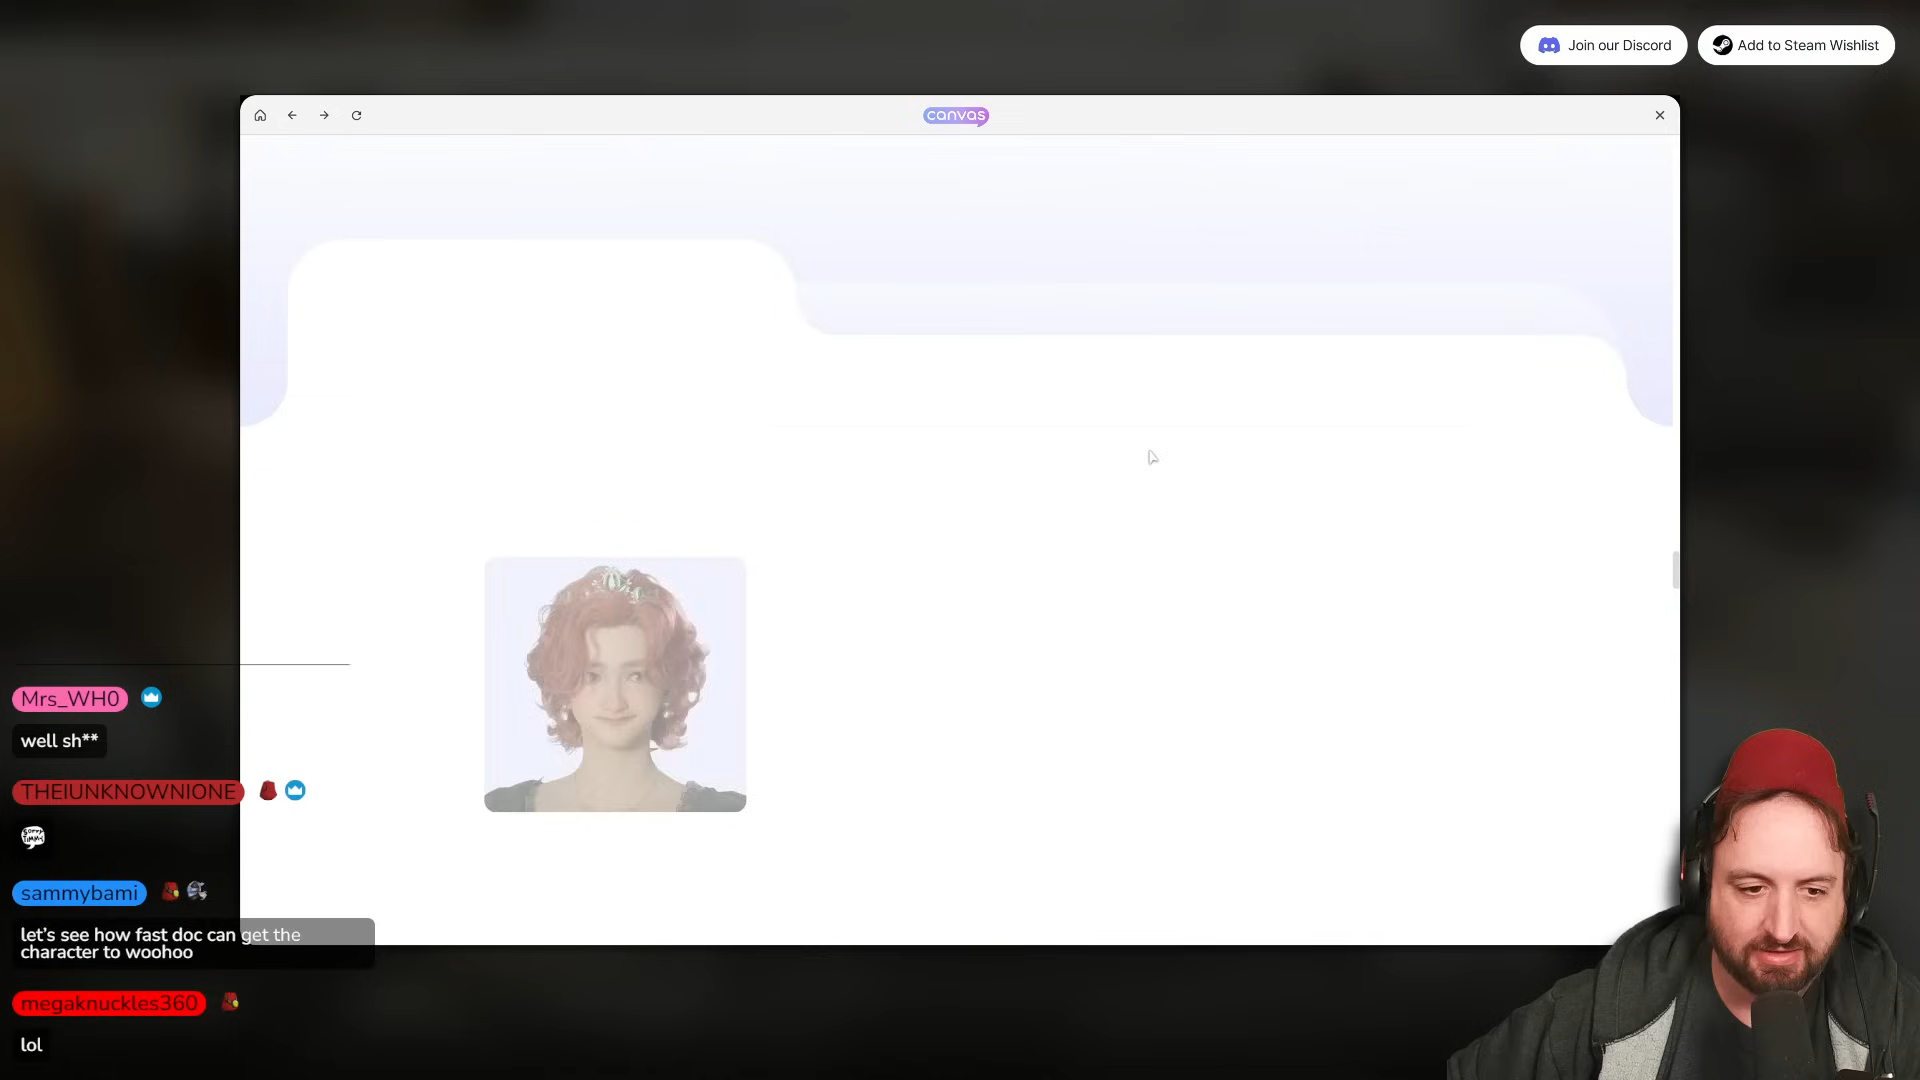 Join our Discord
Add to Steam Wishlist
canvas
Mrs_WH0
well sh**
THEIUNKNOWNIONE
sammybami
let's see how fast doc can get the
character to woohoo
megaknuckles360
lol